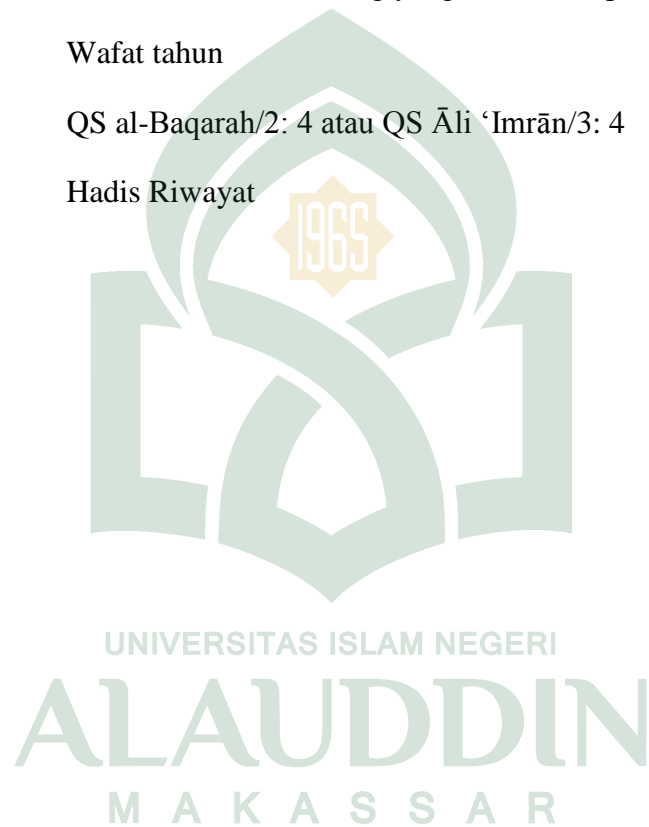 Wafat tahun
QS al-Baqarah/2: 4 atau QS Āli ‘Imrān/3: 4
Hadis Riwayat
1965
UNIVERSITAS ISLAM NEGERI
ALAUDDIN
MAKASSAR